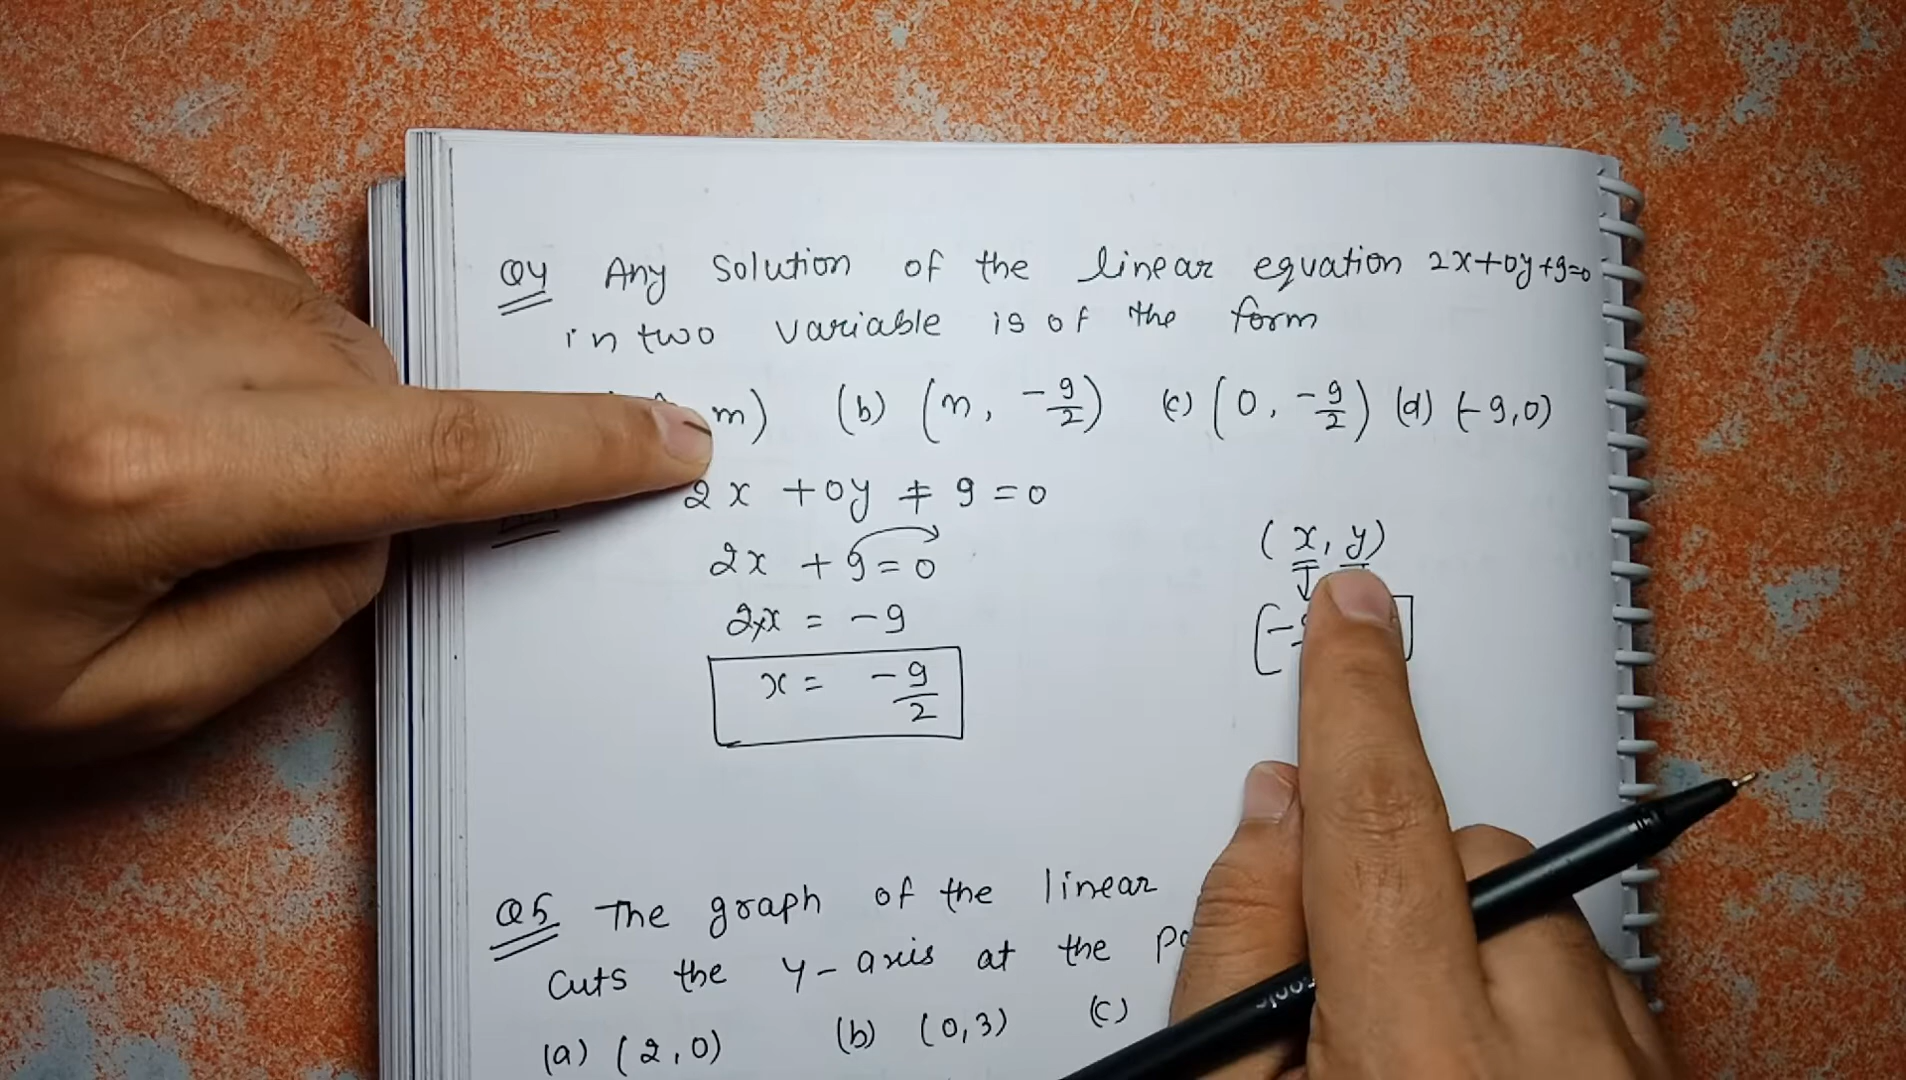 Q4 Any Solution of the linear equation 2x+0y+9=0
in two variable is of the form
m) (b) (n, -9/2) (c) (0, -9/2) (d) (-9,0)
2x +0y + 9 = 0
2x + 9 = 0
2x = -9
x = -9/2
(x, y)
Q5 The graph of the linear
Cuts the y-axis at the
(a) (2,0) (b) (0,3) (c)